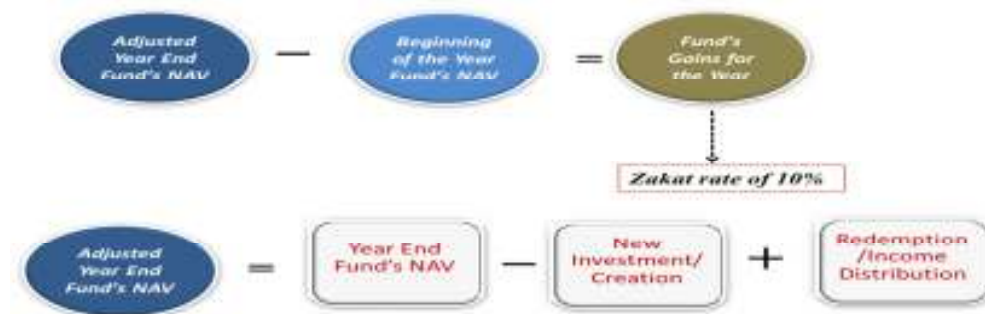 Adjusted
Year End
Fund's NAV
—
Beginning
of the Year
Fund's NAV
=
Fund's
Gains for
the Year
Zakat rate of 10%
Adjusted
Year End
Fund's NAV
=
Year End
Fund's NAV
—
New
Investment/
Creation
+
Redemption
/Income
Distribution